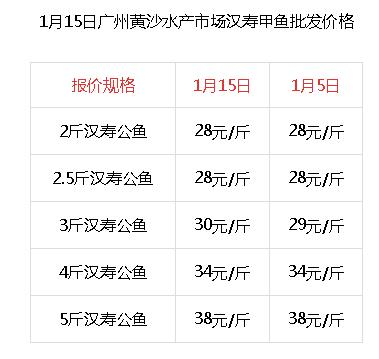 1月15日广州黄沙水产市场汉寿甲鱼批发价格
报价规格 1月15日 1月5日
2斤汉寿公鱼 28元/斤 28元/斤
2.5斤汉寿公鱼 28元/斤 28元/斤
3斤汉寿公鱼 30元/斤 29元/斤
4斤汉寿公鱼 34元/斤 34元/斤
5斤汉寿公鱼 38元/斤 38元/斤